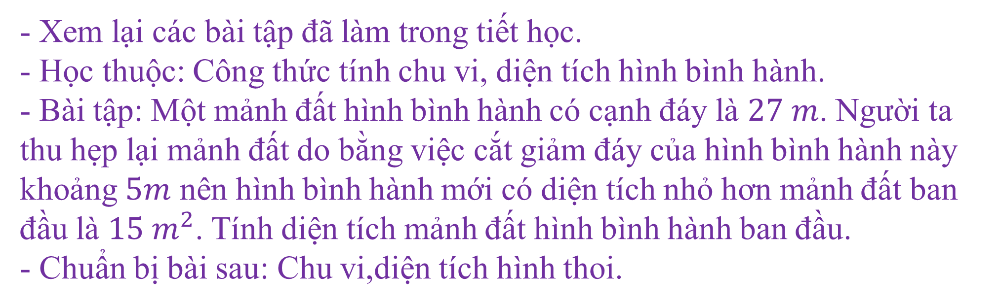 - Xem lại các bài tập đã làm trong tiết học.
- Học thuộc: Công thức tính chu vi, diện tích hình bình hành.
- Bài tập: Một mảnh đất hình bình hành có cạnh đáy là 27 m. Người ta
thu hẹp lại mảnh đất do bằng việc cắt giảm đáy của hình bình hành này
khoảng 5m nên hình bình hành mới có diện tích nhỏ hơn mảnh đất ban
đầu là 15 m². Tính diện tích mảnh đất hình bình hành ban đầu.
- Chuẩn bị bài sau: Chu vi,diện tích hình thoi.